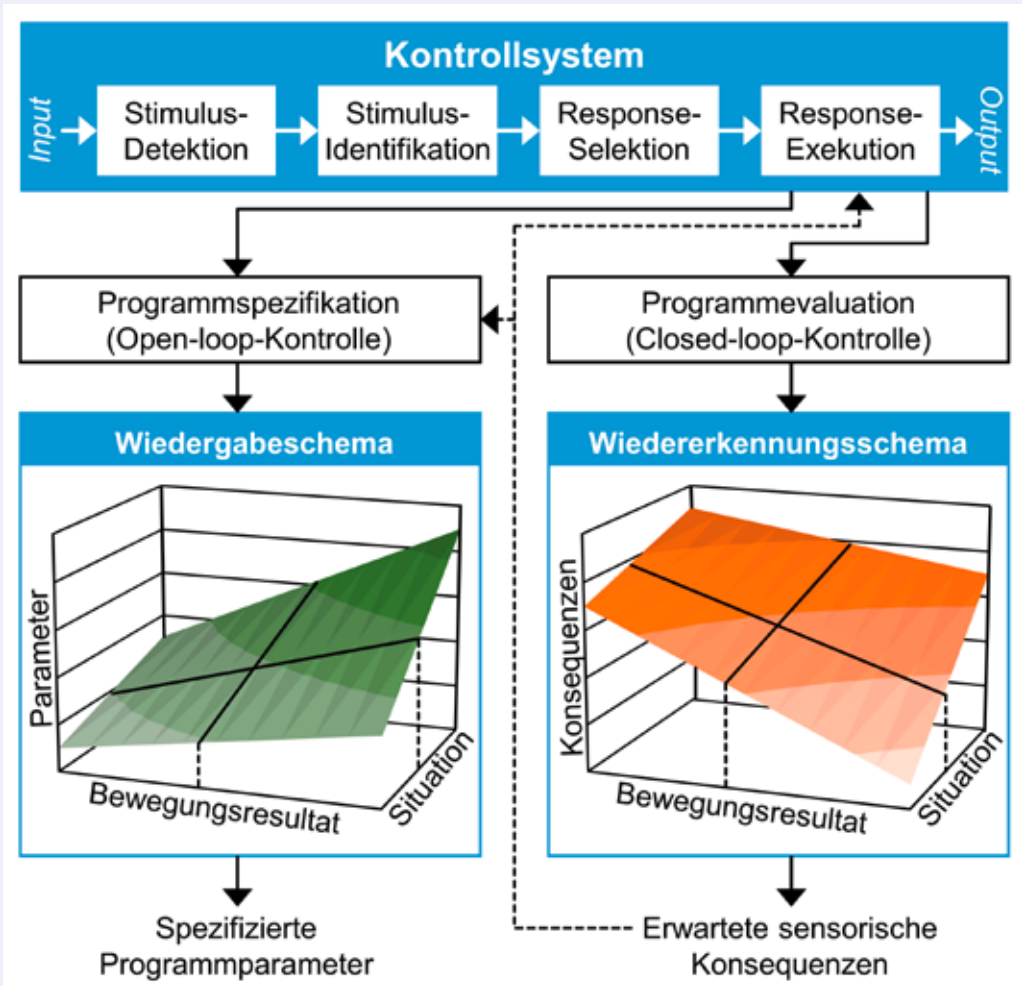 Kontrollsystem
Input
Stimulus-
Detektion
Stimulus-
Identifikation
Response-
Selektion
Response-
Exekution
Output
Programmspezifikation
(Open-loop-Kontrolle)
Programmevaluation
(Closed-loop-Kontrolle)
Wiedergabeschema
Parameter
Bewegungsresultat
Situation
Wiedererkennungsschema
Konsequenzen
Bewegungsresultat
Situation
Spezifizierte
Programmparameter
Erwartete sensorische
Konsequenzen